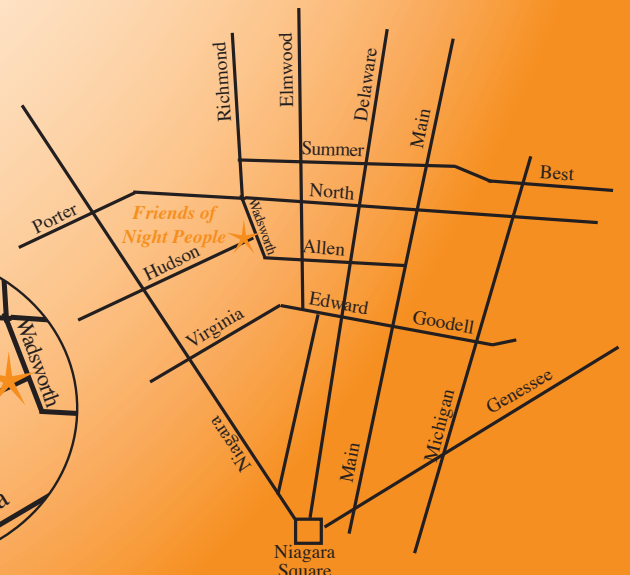 Richmond
Elmwood
Delaware
Main
Summer
Best
North
Porter
Friends of
Night People
Wadsworth
Hudson
Allen
Edward
Goodell
Virginia
Wadsworth
Niagara
Main
Michigan
Genessee
a
Niagara
Square